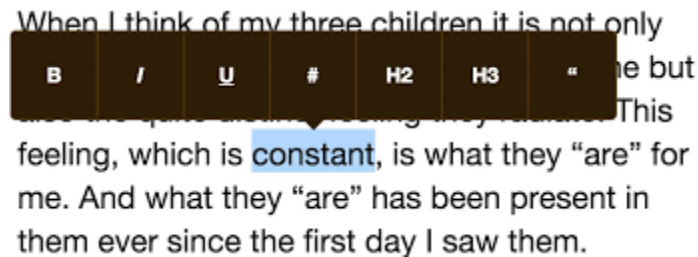 When I think of my three children it is not only
B I U # H2 H3 “
me but
This
feeling, which is constant, is what they “are” for
me. And what they “are” has been present in
them ever since the first day I saw them.